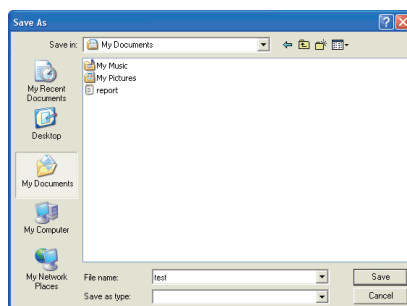 Save As
Save in: My Documents
My Music
My Pictures
report
My Recent
Documents
Desktop
My Documents
My Computer
My Network
Places
File name: test Save
Save as type: Cancel